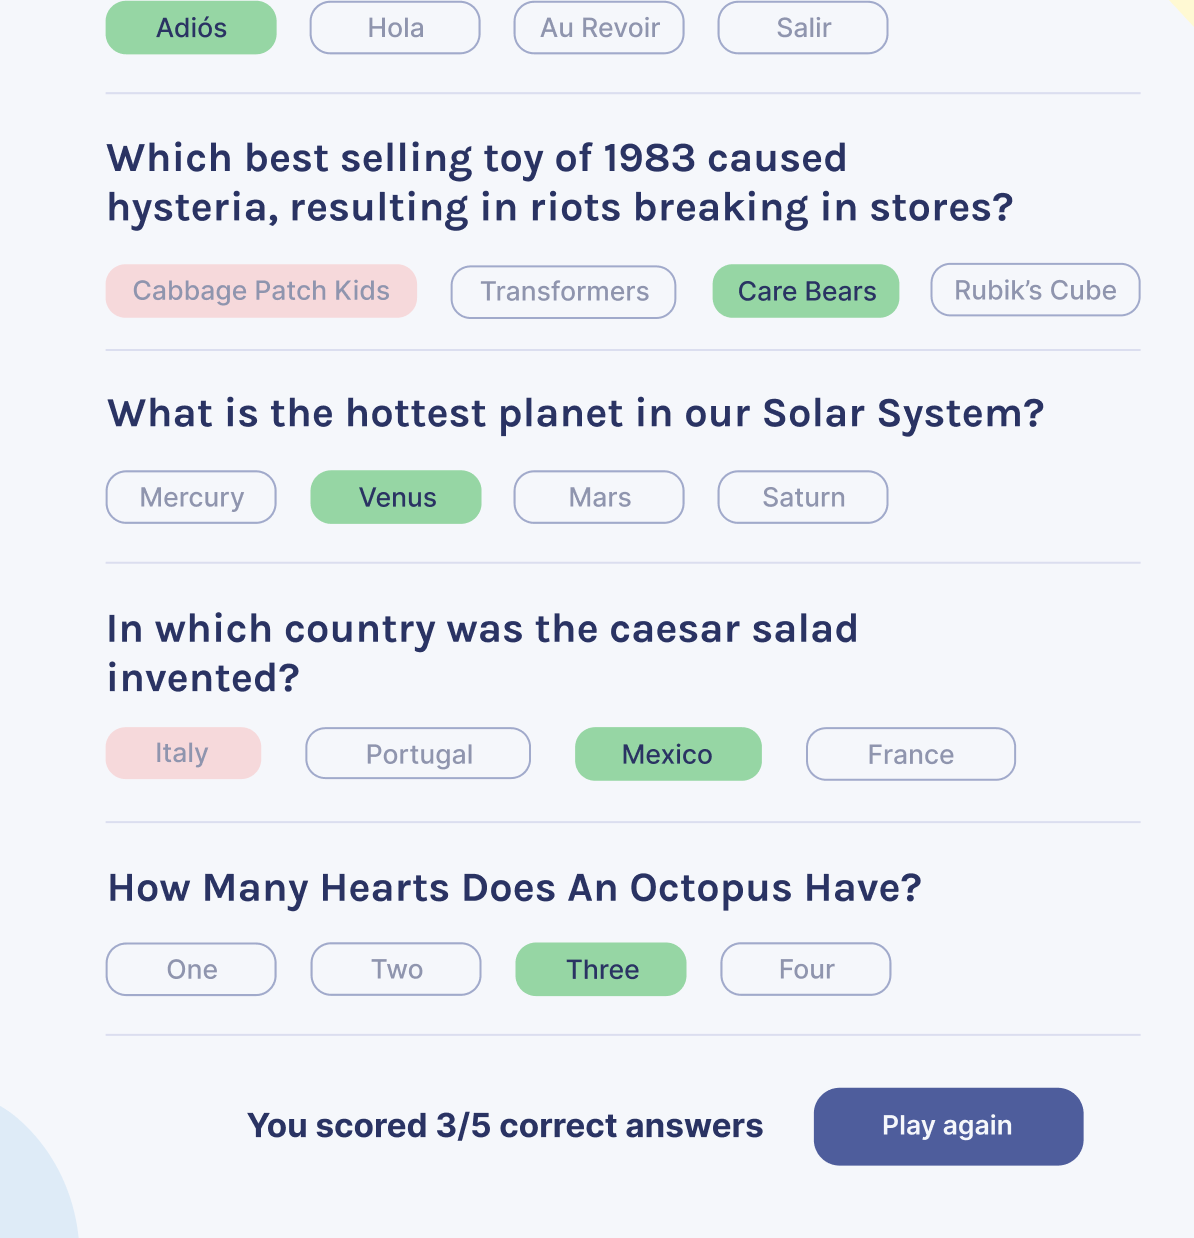 Adiós Hola Au Revoir Salir
Which best selling toy of 1983 caused
hysteria, resulting in riots breaking in stores?
Cabbage Patch Kids Transformers Care Bears Rubik’s Cube
What is the hottest planet in our Solar System?
Mercury Venus Mars Saturn
In which country was the caesar salad
invented?
Italy Portugal Mexico France
How Many Hearts Does An Octopus Have?
One Two Three Four
You scored 3/5 correct answers Play again